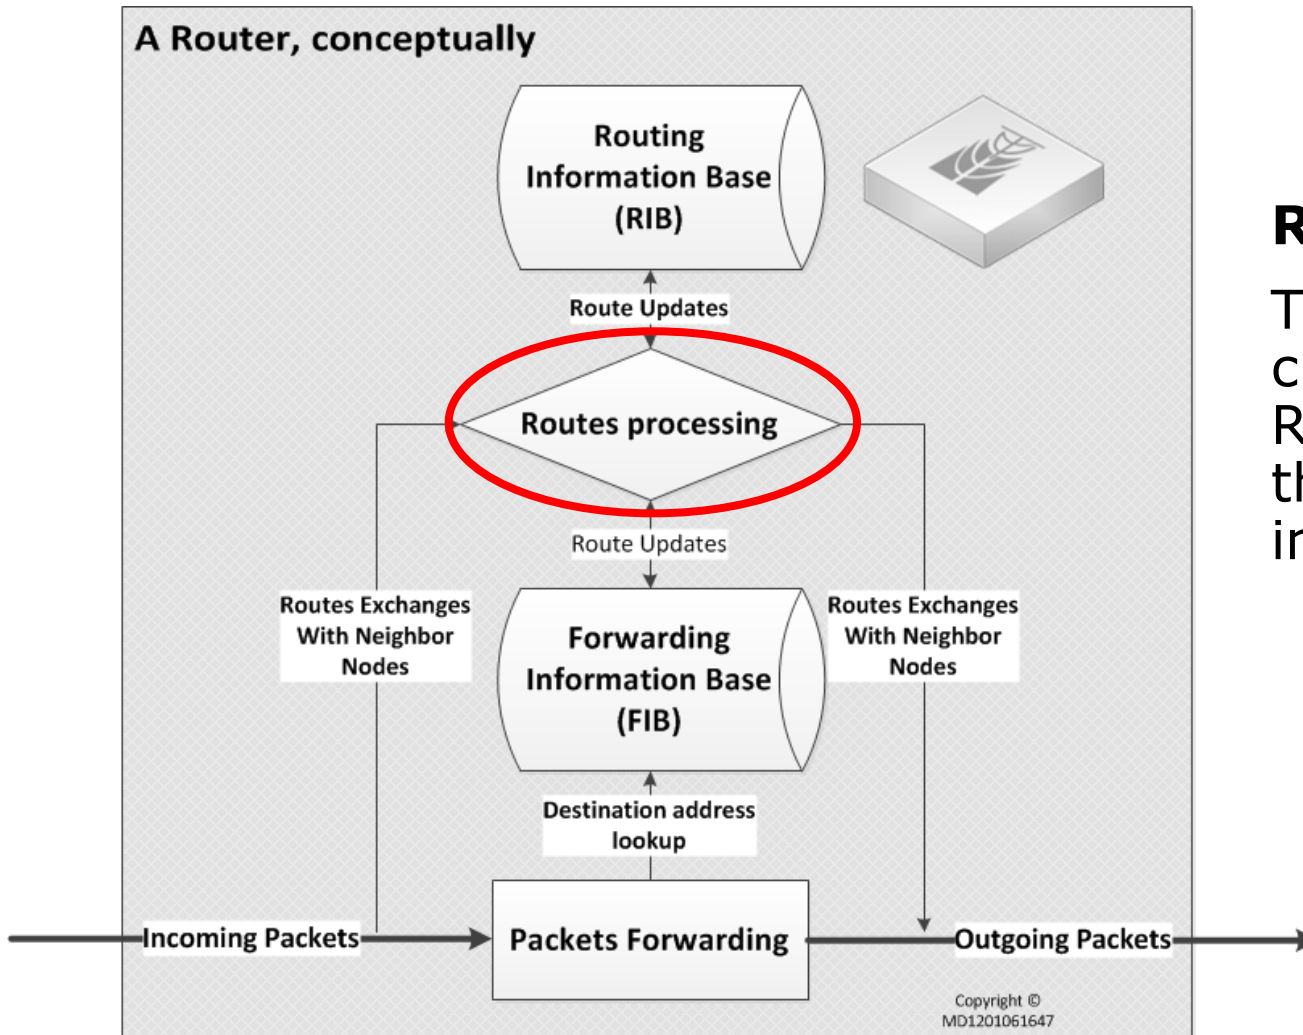 A Router, conceptually
Routing
Information Base
(RIB)
Route Updates
Routes processing
Route Updates
Routes Exchanges
With Neighbor
Nodes
Routes Exchanges
With Neighbor
Nodes
Forwarding
Information Base
(FIB)
Destination address
lookup
Incoming Packets
Packets Forwarding
Outgoing Packets
Copyright ©
MD1201061647